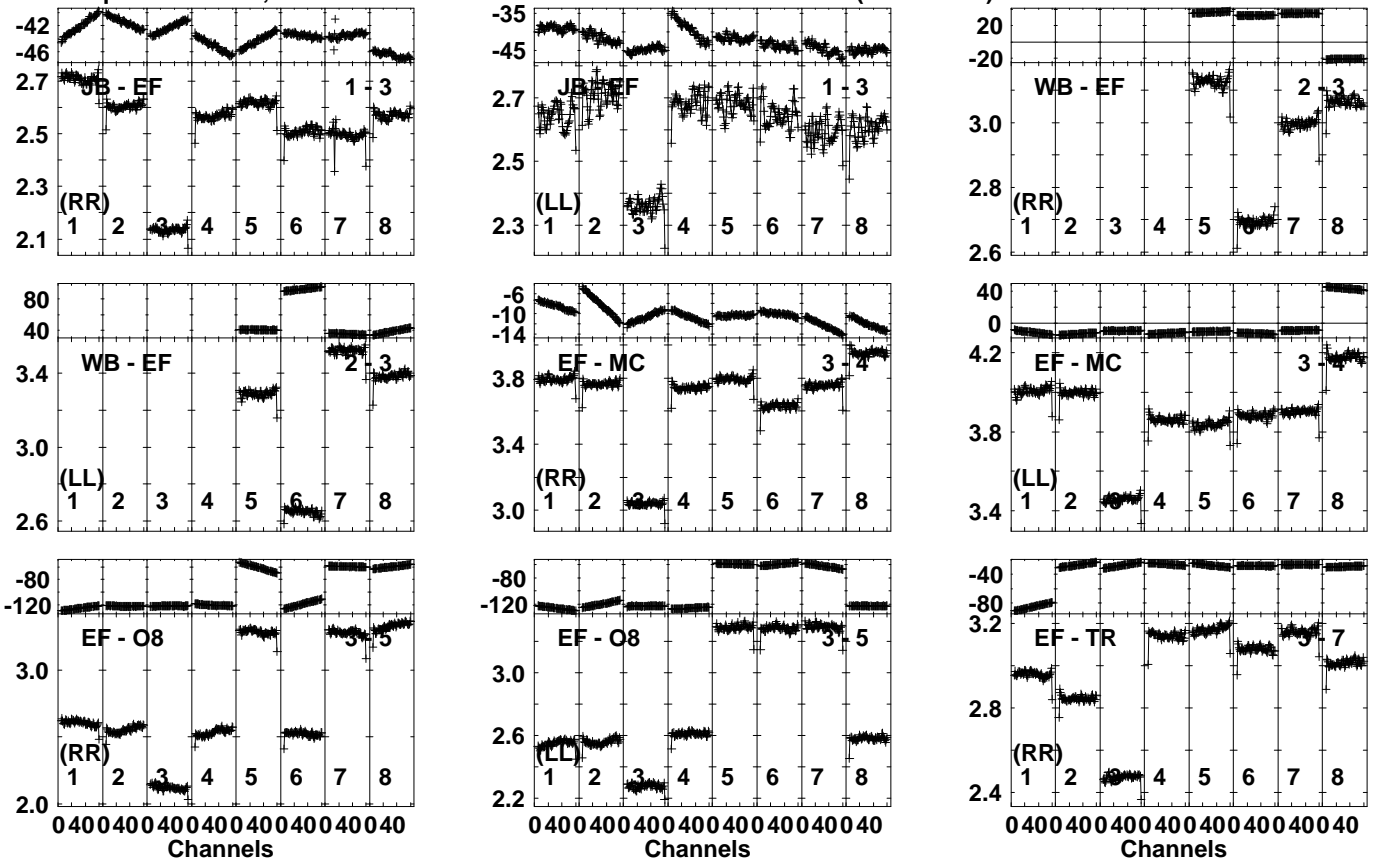 -42
-46
2.7
2.5
2.3
2.1
JB - EF 1 - 3
(RR)
1 2 3 4 5 6 7 8
-35
-45
2.7
2.5
2.3
JB - EF 1 - 3
(LL)
1 2 3 4 5 6 7 8
20
-20
3.0
2.8
2.6
WB - EF 2 - 3
(RR)
1 2 3 4 5 6 7 8
80
40
3.4
3.0
2.6
WB - EF 2 - 3
(LL)
1 2 3 4 5 6 7 8
-6
-10
-14
3.8
3.4
3.0
EF - MC 3 - 4
(RR)
1 2 3 4 5 6 7 8
40
0
4.2
3.8
3.4
EF - MC 3 - 4
(LL)
1 2 3 4 5 6 7 8
-80
-120
3.0
2.0
EF - O8 3 - 5
(RR)
1 2 3 4 5 6 7 8
0 40 0 40 0 40 0 40 0 40 0 40 0 40 0 40
Channels
-80
-120
3.0
2.6
2.2
EF - O8 3 - 5
(LL)
1 2 3 4 5 6 7 8
0 40 0 40 0 40 0 40 0 40 0 40 0 40 0 40
Channels
-40
-80
3.2
2.8
2.4
EF - TR 3 - 7
(RR)
1 2 3 4 5 6 7 8
0 40 0 40 0 40 0 40 0 40 0 40 0 40 0 40
Channels